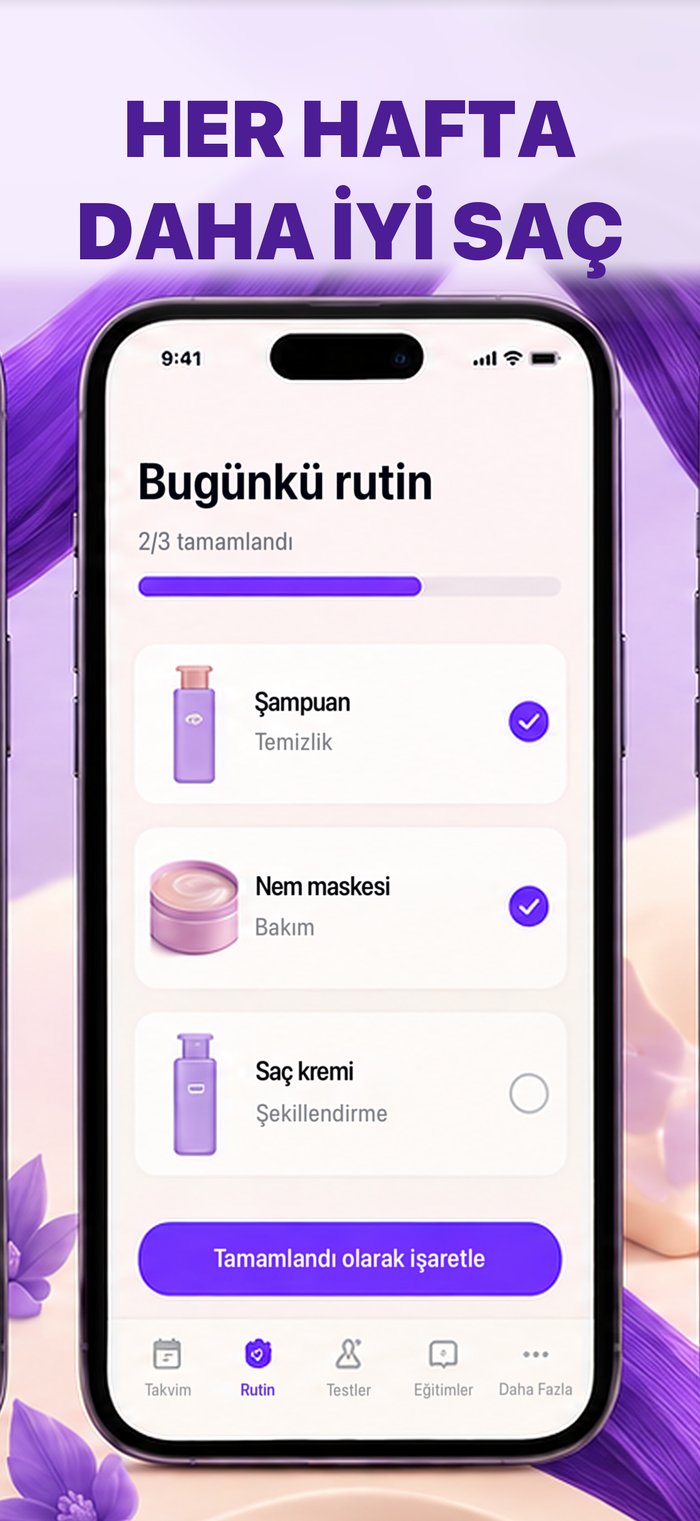 HER HAFTA
DAHA İYİ SAÇ
9:41
Bugünkü rutin
2/3 tamamlandı
Şampuan
Temizlik
Nem maskesi
Bakım
Saç kremi
Şekillendirme
Tamamlandı olarak işaretle
Takvim
Rutin
Testler
Eğitimler
Daha Fazla